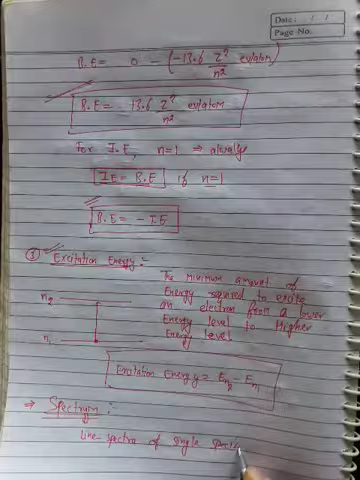 Date: / /
Page No.
B.E = 0 - (-13.6 Z²/n² ev/atom)
B.E = -13.6 Z²/n² ev/atom
For I.E, n=1 ⇒ always
IE = B.E if n=1
B.E = - I.E
③ Excitation Energy:-
The minimum amount of
Energy required to excite
an electron from a lower
Energy level to Higher
Energy level
n₂
n₁
Excitation Energy = En₂ - En₁
⇒ Spectrum:-
Line spectra of single